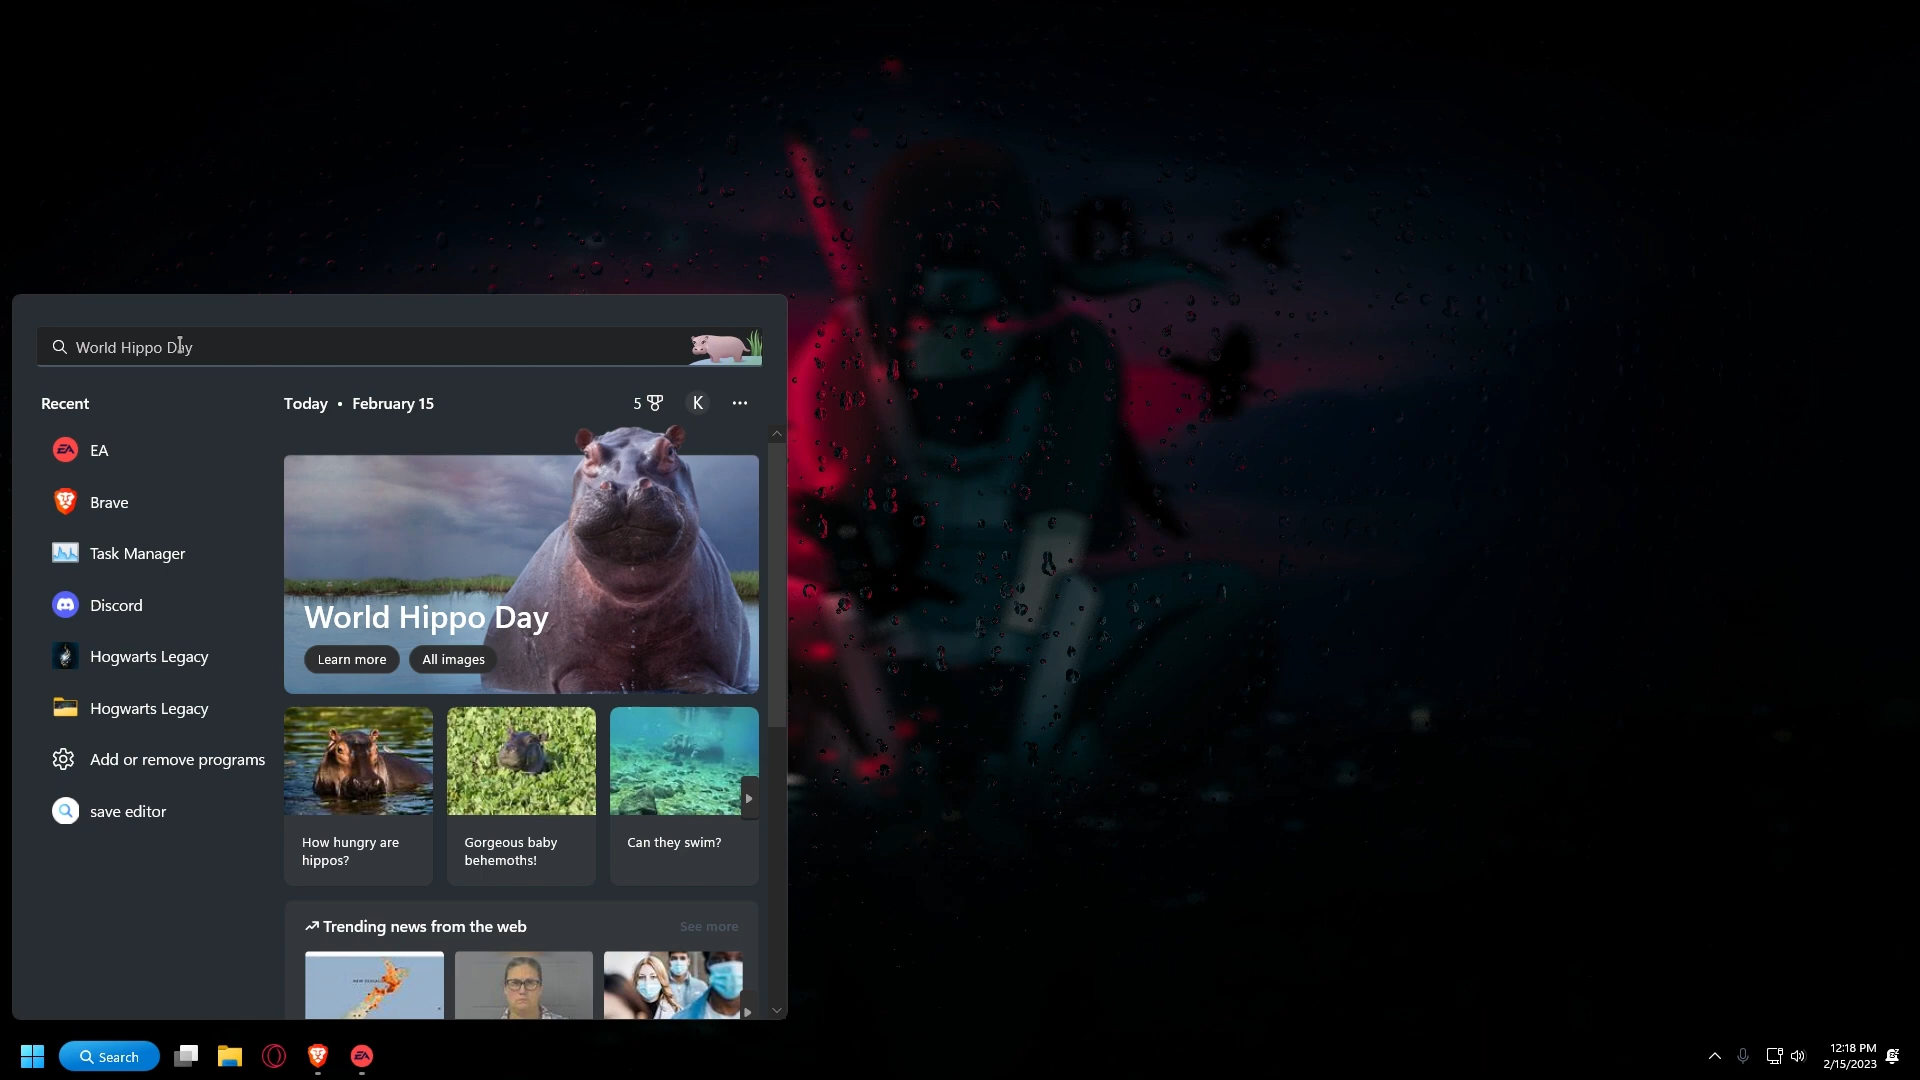 World Hippo Day
Recent
Today • February 15
5
K
EA
Brave
Task Manager
Discord
Hogwarts Legacy
Hogwarts Legacy
Add or remove programs
save editor
World Hippo Day
Learn more
All images
How hungry are
hippos?
Gorgeous baby
behemoths!
Can they swim?
Trending news from the web
See more
NEW ZEALAND
Search
12:18 PM
2/15/2023